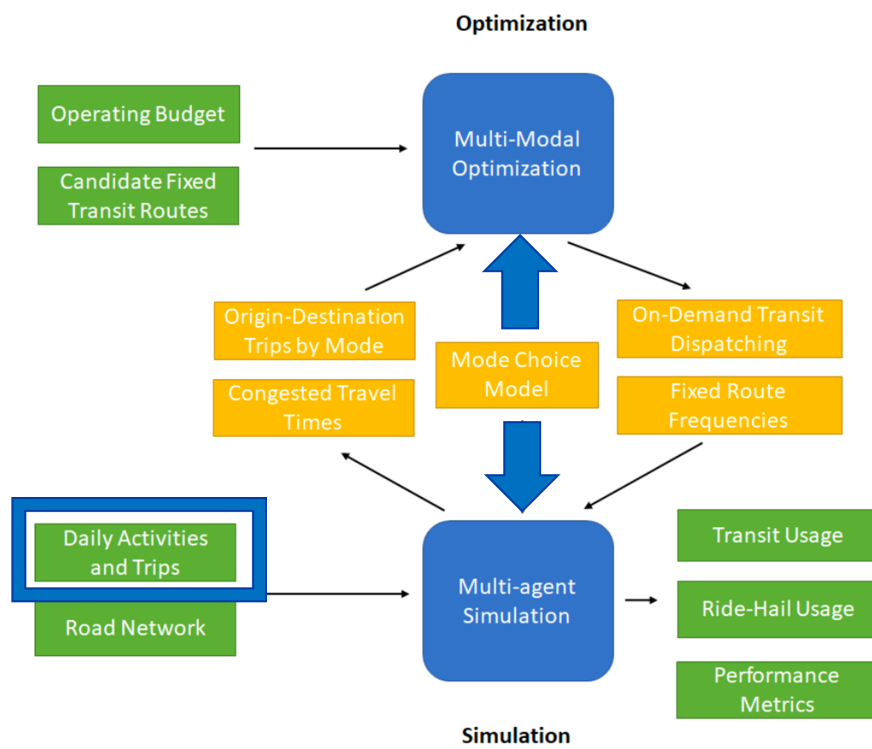 Optimization
Operating Budget
Candidate Fixed
Transit Routes
Multi-Modal
Optimization
Origin-Destination
Trips by Mode
Congested Travel
Times
Mode Choice
Model
On-Demand Transit
Dispatching
Fixed Route
Frequencies
Daily Activities
and Trips
Road Network
Multi-agent
Simulation
Transit Usage
Ride-Hail Usage
Performance
Metrics
Simulation